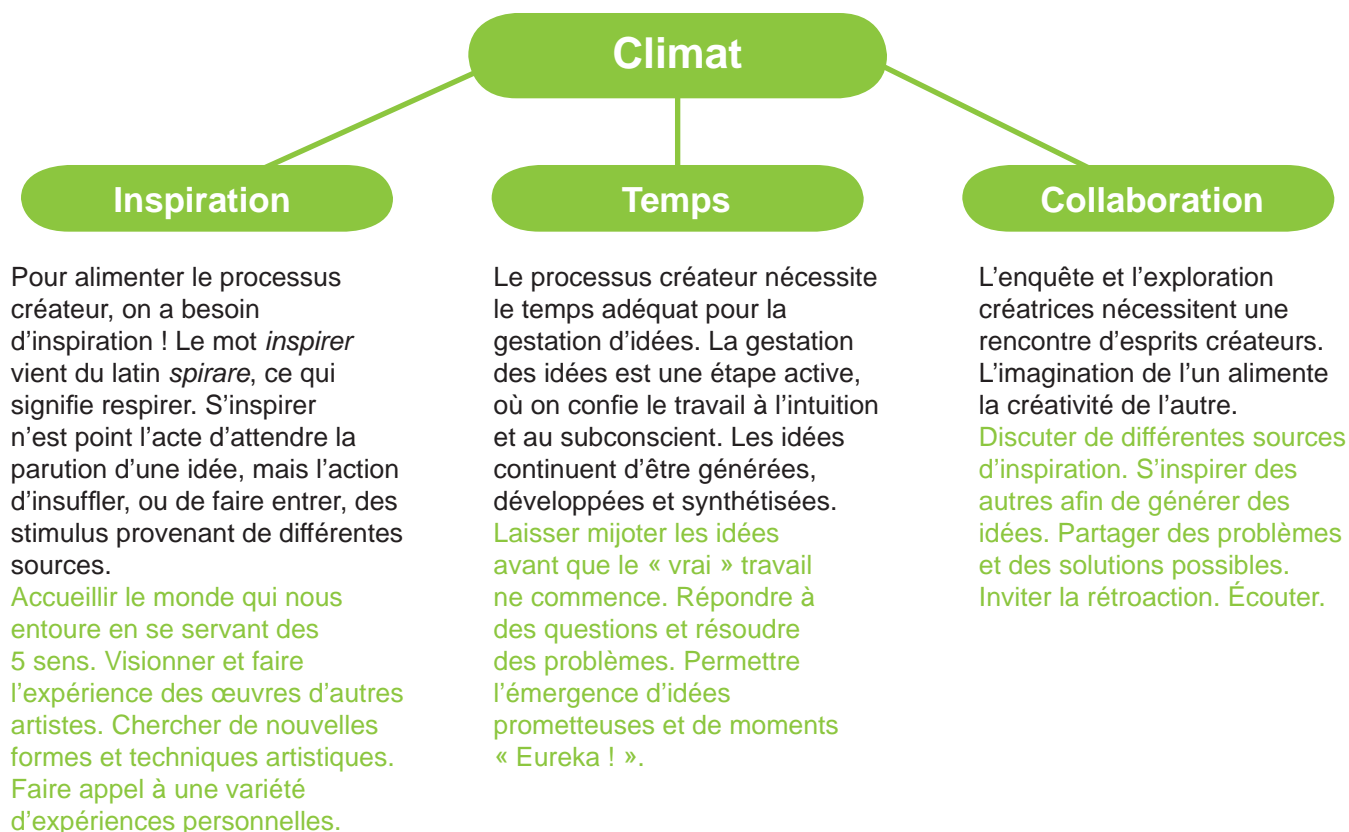 Climat
Inspiration
Pour alimenter le processus
créateur, on a besoin
d'inspiration ! Le mot inspirer
vient du latin spirare, ce qui
signifie respirer. S'inspirer
n'est point l'acte d'attendre la
parution d'une idée, mais l'action
d'insuffler, ou de faire entrer, des
stimulus provenant de différentes
sources.
Accueillir le monde qui nous
entoure en se servant des
5 sens. Visionner et faire
l'expérience des œuvres d'autres
artistes. Chercher de nouvelles
formes et techniques artistiques.
Faire appel à une variété
d'expériences personnelles.
Temps
Le processus créateur nécessite
le temps adéquat pour la
gestation d'idées. La gestation
des idées est une étape active,
où on confie le travail à l'intuition
et au subconscient. Les idées
continuent d'être générées,
développées et synthétisées.
Laisser mijoter les idées
avant que le « vrai » travail
ne commence. Répondre à
des questions et résoudre
des problèmes. Permettre
l'émergence d'idées
prometteuses et de moments
« Eureka ! ».
Collaboration
L'enquête et l'exploration
créatrices nécessitent une
rencontre d'esprits créateurs.
L'imagination de l'un alimente
la créativité de l'autre.
Discuter de différentes sources
d'inspiration. S'inspirer des
autres afin de générer des
idées. Partager des problèmes
et des solutions possibles.
Inviter la rétroaction. Écouter.